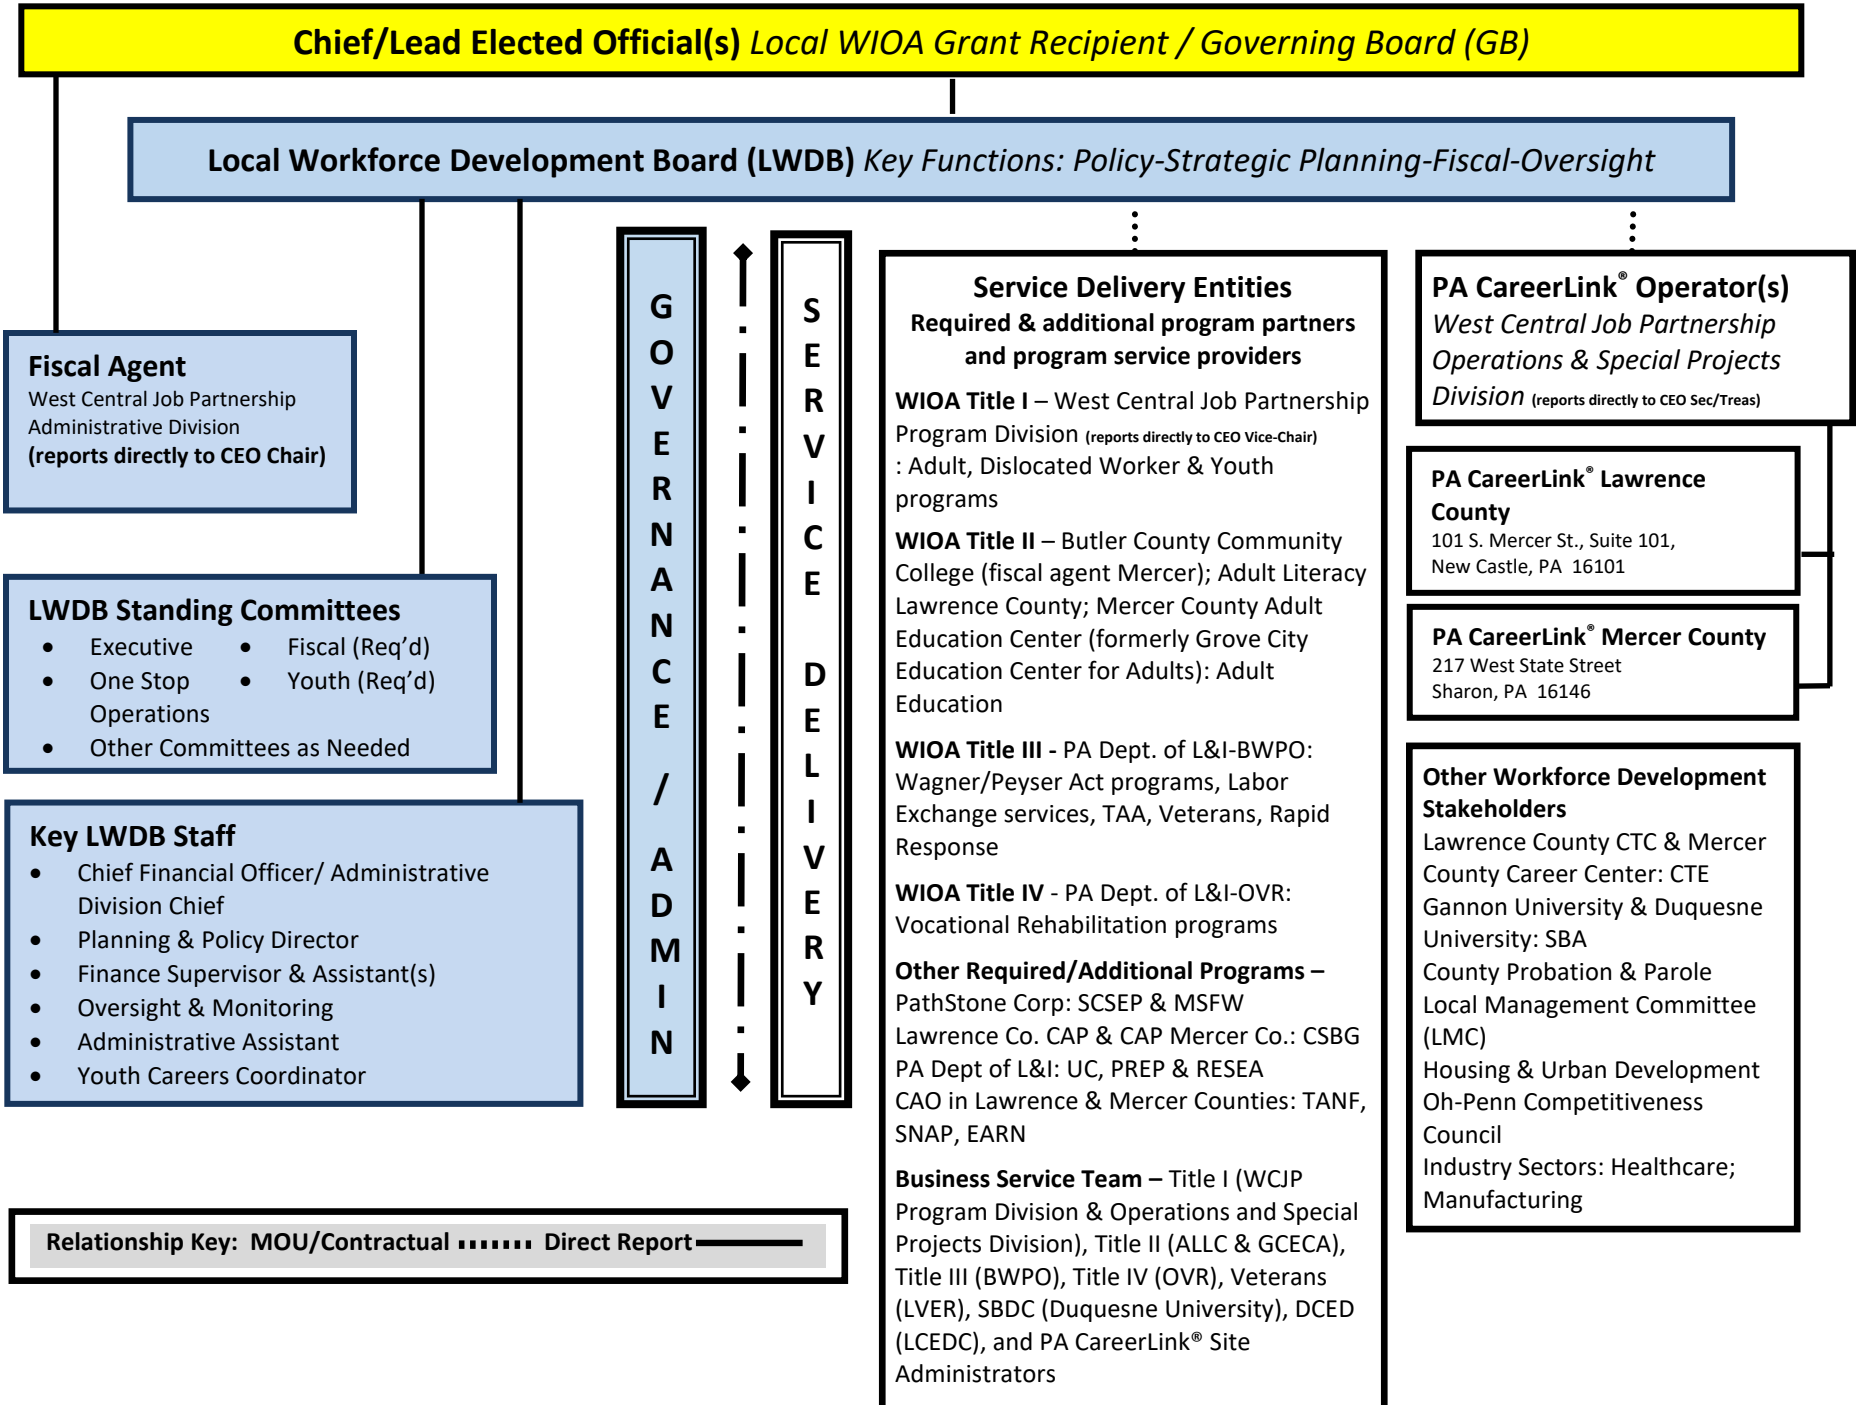 Chief/Lead Elected Official(s) Local WIOA Grant Recipient / Governing Board (GB)
Local Workforce Development Board (LWDB) Key Functions: Policy-Strategic Planning-Fiscal-Oversight
Fiscal Agent
West Central Job Partnership
Administrative Division
(reports directly to CEO Chair)
LWDB Standing Committees
• Executive • Fiscal (Req’d)
• One Stop • Youth (Req’d)
Operations
• Other Committees as Needed
Key LWDB Staff
• Chief Financial Officer/ Administrative
Division Chief
• Planning & Policy Director
• Finance Supervisor & Assistant(s)
• Oversight & Monitoring
• Administrative Assistant
• Youth Careers Coordinator
GOVERNANCE / ADMIN
SERVICE DELIVERY
Service Delivery Entities
Required & additional program partners
and program service providers
WIOA Title I – West Central Job Partnership
Program Division (reports directly to CEO Vice-Chair)
: Adult, Dislocated Worker & Youth
programs
WIOA Title II – Butler County Community
College (fiscal agent Mercer); Adult Literacy
Lawrence County; Mercer County Adult
Education Center (formerly Grove City
Education Center for Adults): Adult
Education
WIOA Title III - PA Dept. of L&I-BWPO:
Wagner/Peyser Act programs, Labor
Exchange services, TAA, Veterans, Rapid
Response
WIOA Title IV - PA Dept. of L&I-OVR:
Vocational Rehabilitation programs
Other Required/Additional Programs –
PathStone Corp: SCSEP & MSFW
Lawrence Co. CAP & CAP Mercer Co.: CSBG
PA Dept of L&I: UC, PREP & RESEA
CAO in Lawrence & Mercer Counties: TANF,
SNAP, EARN
Business Service Team – Title I (WCJP
Program Division & Operations and Special
Projects Division), Title II (ALLC & GCECA),
Title III (BWPO), Title IV (OVR), Veterans
(LVER), SBDC (Duquesne University), DCED
(LCEDC), and PA CareerLink® Site
Administrators
PA CareerLink® Operator(s)
West Central Job Partnership
Operations & Special Projects
Division (reports directly to CEO Sec/Treas)
PA CareerLink® Lawrence
County
101 S. Mercer St., Suite 101,
New Castle, PA 16101
PA CareerLink® Mercer County
217 West State Street
Sharon, PA 16146
Other Workforce Development
Stakeholders
Lawrence County CTC & Mercer
County Career Center: CTE
Gannon University & Duquesne
University: SBA
County Probation & Parole
Local Management Committee
(LMC)
Housing & Urban Development
Oh-Penn Competitiveness
Council
Industry Sectors: Healthcare;
Manufacturing
Relationship Key: MOU/Contractual Direct Report